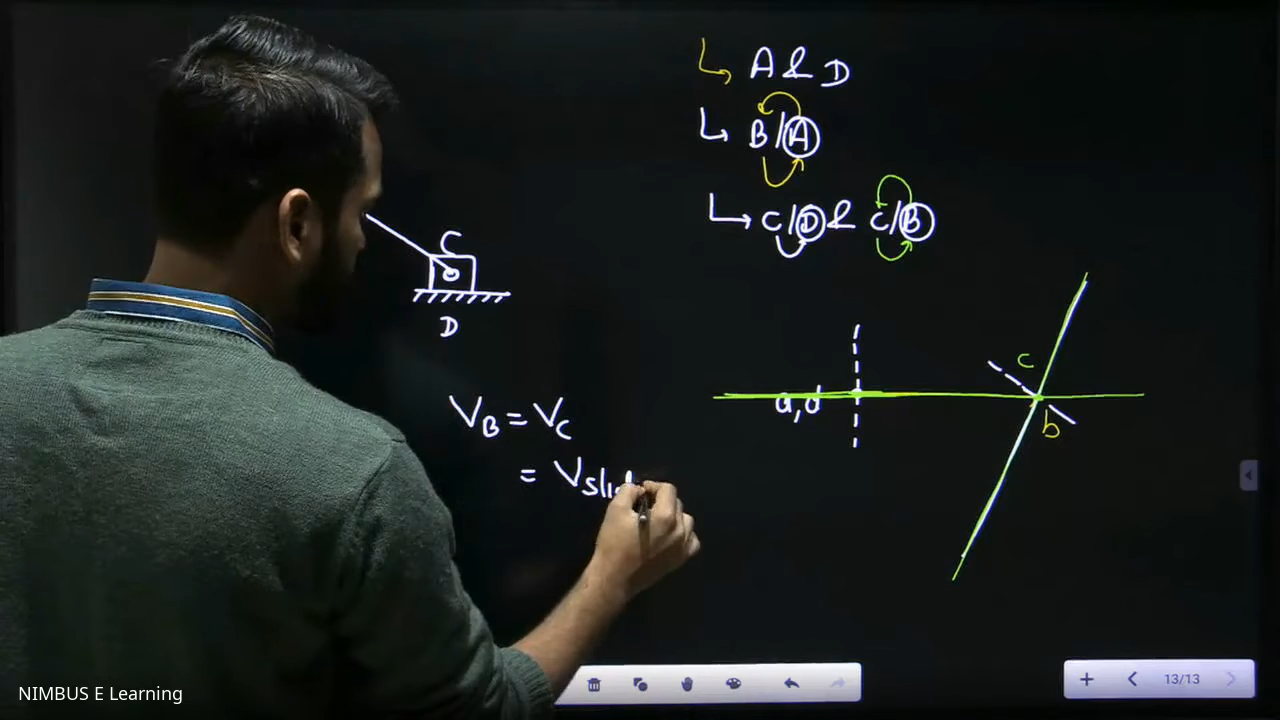 ↳ A & D
↳ B/A
↳ C/D & C/B
C
D
a,d
c
b
V_B = V_C
= V_sli
13/13
NIMBUS E Learning